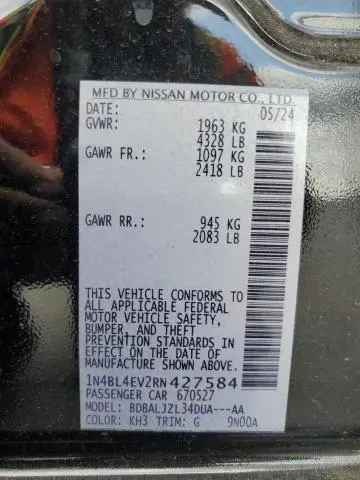 MFD BY NISSAN MOTOR CO., LTD.
DATE: 05/24
GVWR: 1963 KG
4328 LB
GAWR FR.: 1097 KG
2418 LB
GAWR RR.: 945 KG
2083 LB
THIS VEHICLE CONFORMS TO
ALL APPLICABLE FEDERAL
MOTOR VEHICLE SAFETY,
BUMPER, AND THEFT
PREVENTION STANDARDS IN
EFFECT ON THE DATE OF
MANUFACTURE SHOWN ABOVE.
1N4BL4EV2RN427584
PASSENGER CAR 670527
MODEL: BDBALJZL34DUA---AA
COLOR: KH3 TRIM: G 9N00A